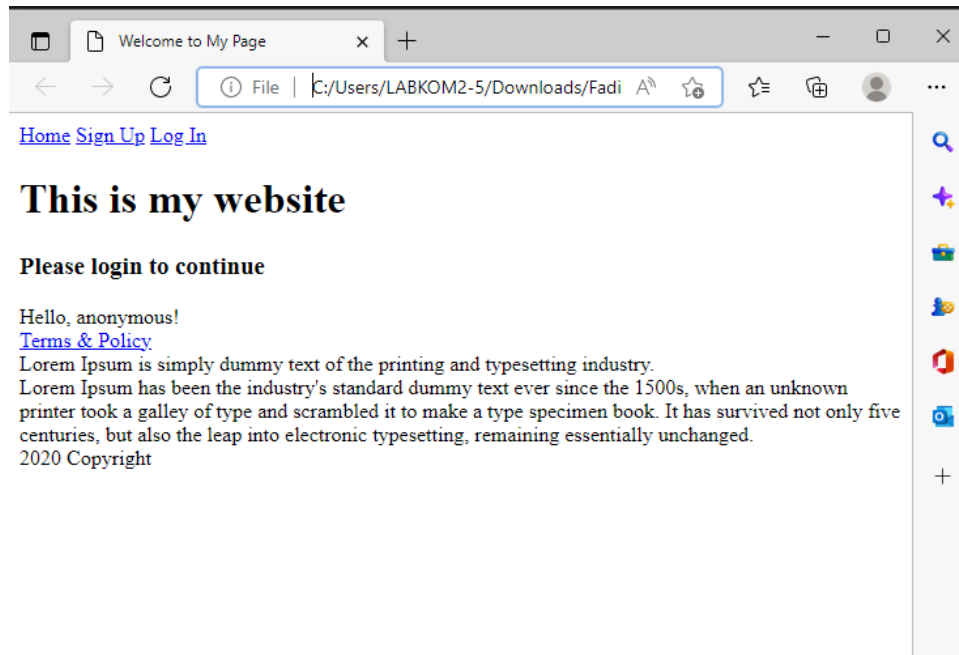 Welcome to My Page
File
C:/Users/LABKOM2-5/Downloads/Fadi
Home Sign Up Log In
This is my website
Please login to continue
Hello, anonymous!
Terms & Policy
Lorem Ipsum is simply dummy text of the printing and typesetting industry.
Lorem Ipsum has been the industry's standard dummy text ever since the 1500s, when an unknown
printer took a galley of type and scrambled it to make a type specimen book. It has survived not only five
centuries, but also the leap into electronic typesetting, remaining essentially unchanged.
2020 Copyright